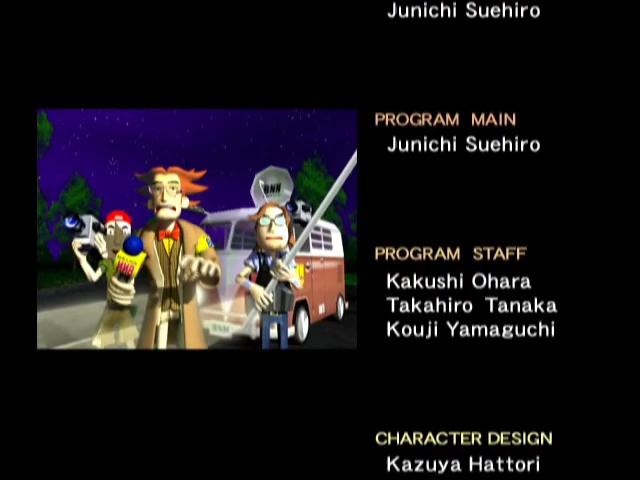 Junichi Suehiro
PROGRAM MAIN
Junichi Suehiro
PROGRAM STAFF
Kakushi Ohara
Takahiro Tanaka
Kouji Yamaguchi
CHARACTER DESIGN
Kazuya Hattori